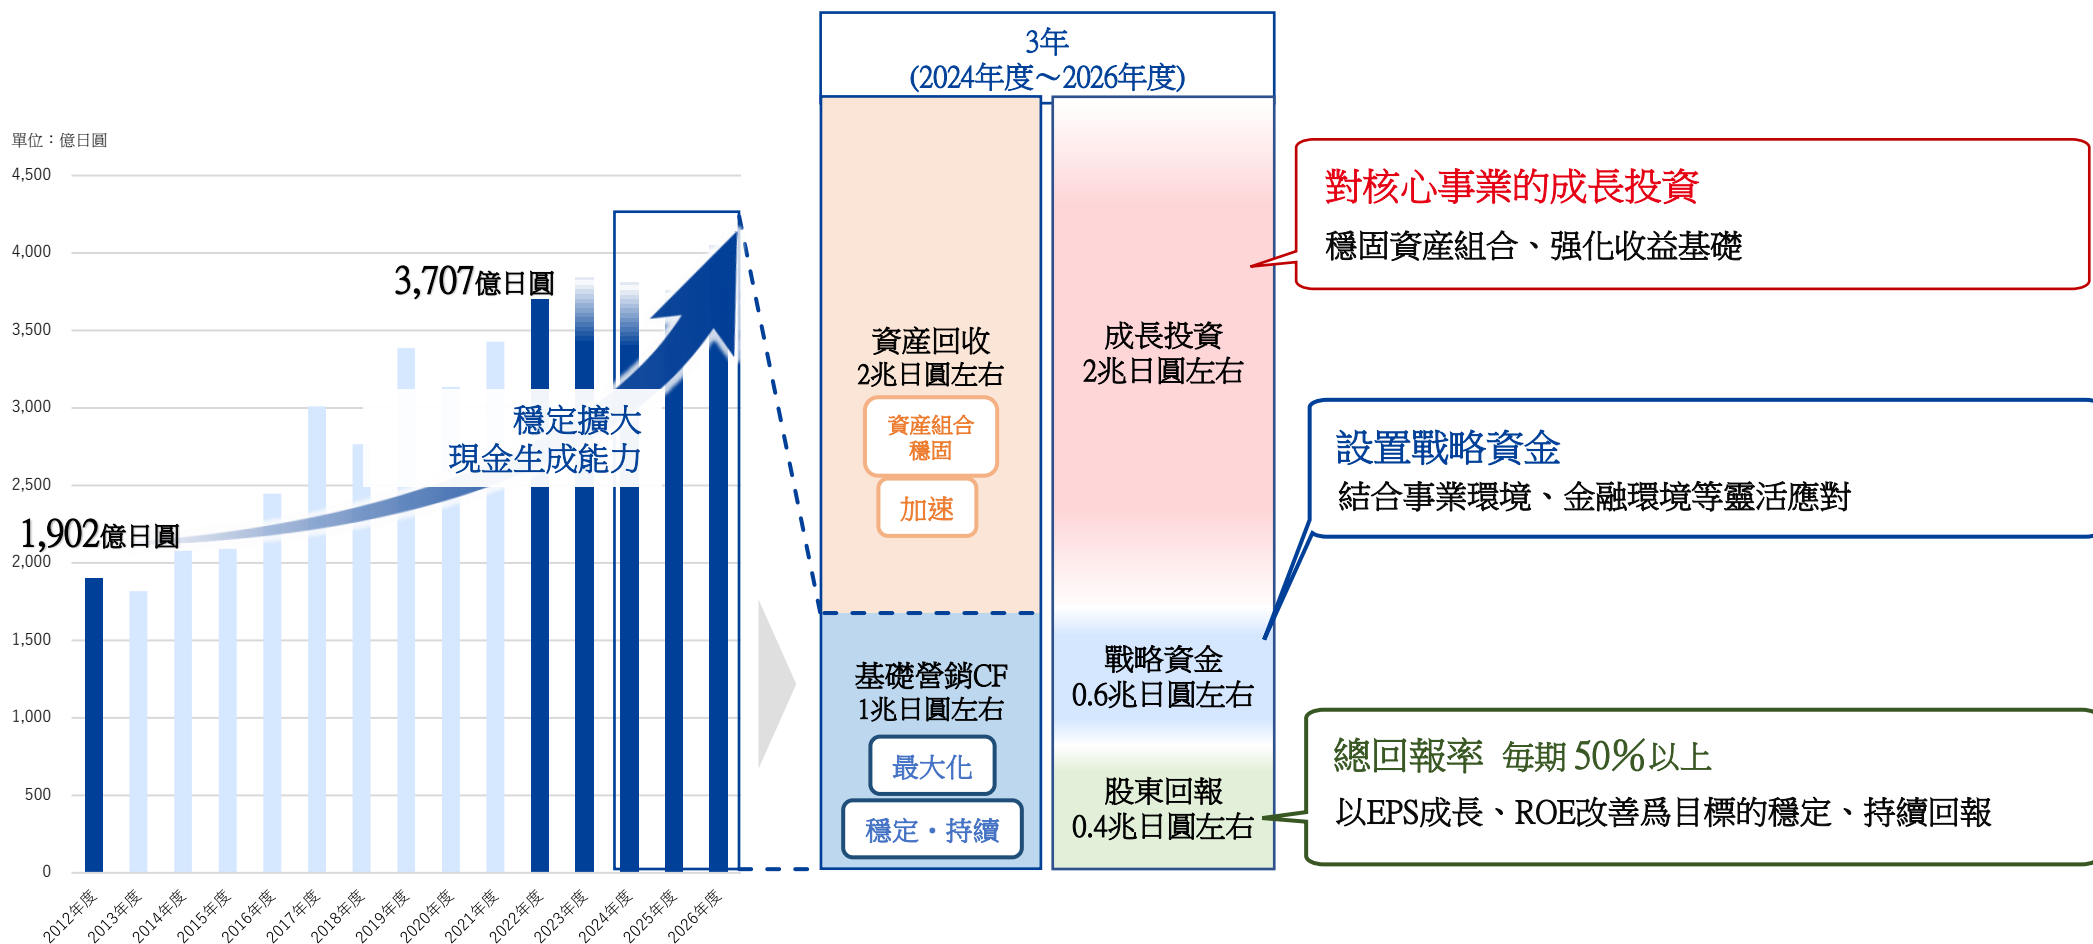 3年
(2024年度～2026年度)
單位：億日圓
4,500
4,000
3,500
3,000
2,500
2,000
1,500
1,000
500
0
3,707億日圓
1,902億日圓
穩定擴大
現金生成能力
2012年度
2013年度
2014年度
2015年度
2016年度
2017年度
2018年度
2019年度
2020年度
2021年度
2022年度
2023年度
2024年度
2025年度
2026年度
資産回收
2兆日圓左右
資産組合
穩固
加速
基礎營銷CF
1兆日圓左右
最大化
穩定・持續
成長投資
2兆日圓左右
戰略資金
0.6兆日圓左右
股東回報
0.4兆日圓左右
對核心事業的成長投資
穩固資産組合、强化收益基礎
設置戰略資金
結合事業環境、金融環境等靈活應對
總回報率 每期 50%以上
以EPS成長、ROE改善爲目標的穩定、持續回報